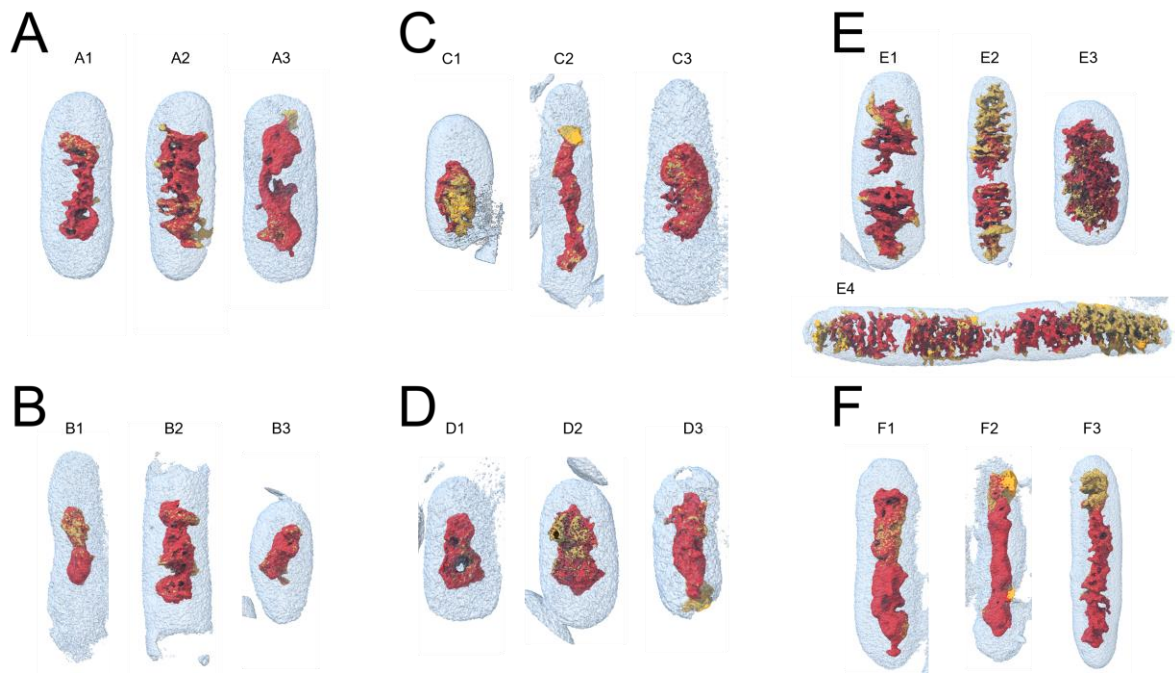 A
A1 A2 A3
C
C1 C2 C3
E
E1 E2 E3
E4
B
B1 B2 B3
D
D1 D2 D3
F
F1 F2 F3